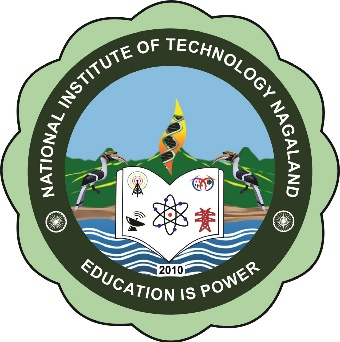 NATIONAL INSTITUTE OF TECHNOLOGY NAGALAND
2010
EDUCATION IS POWER